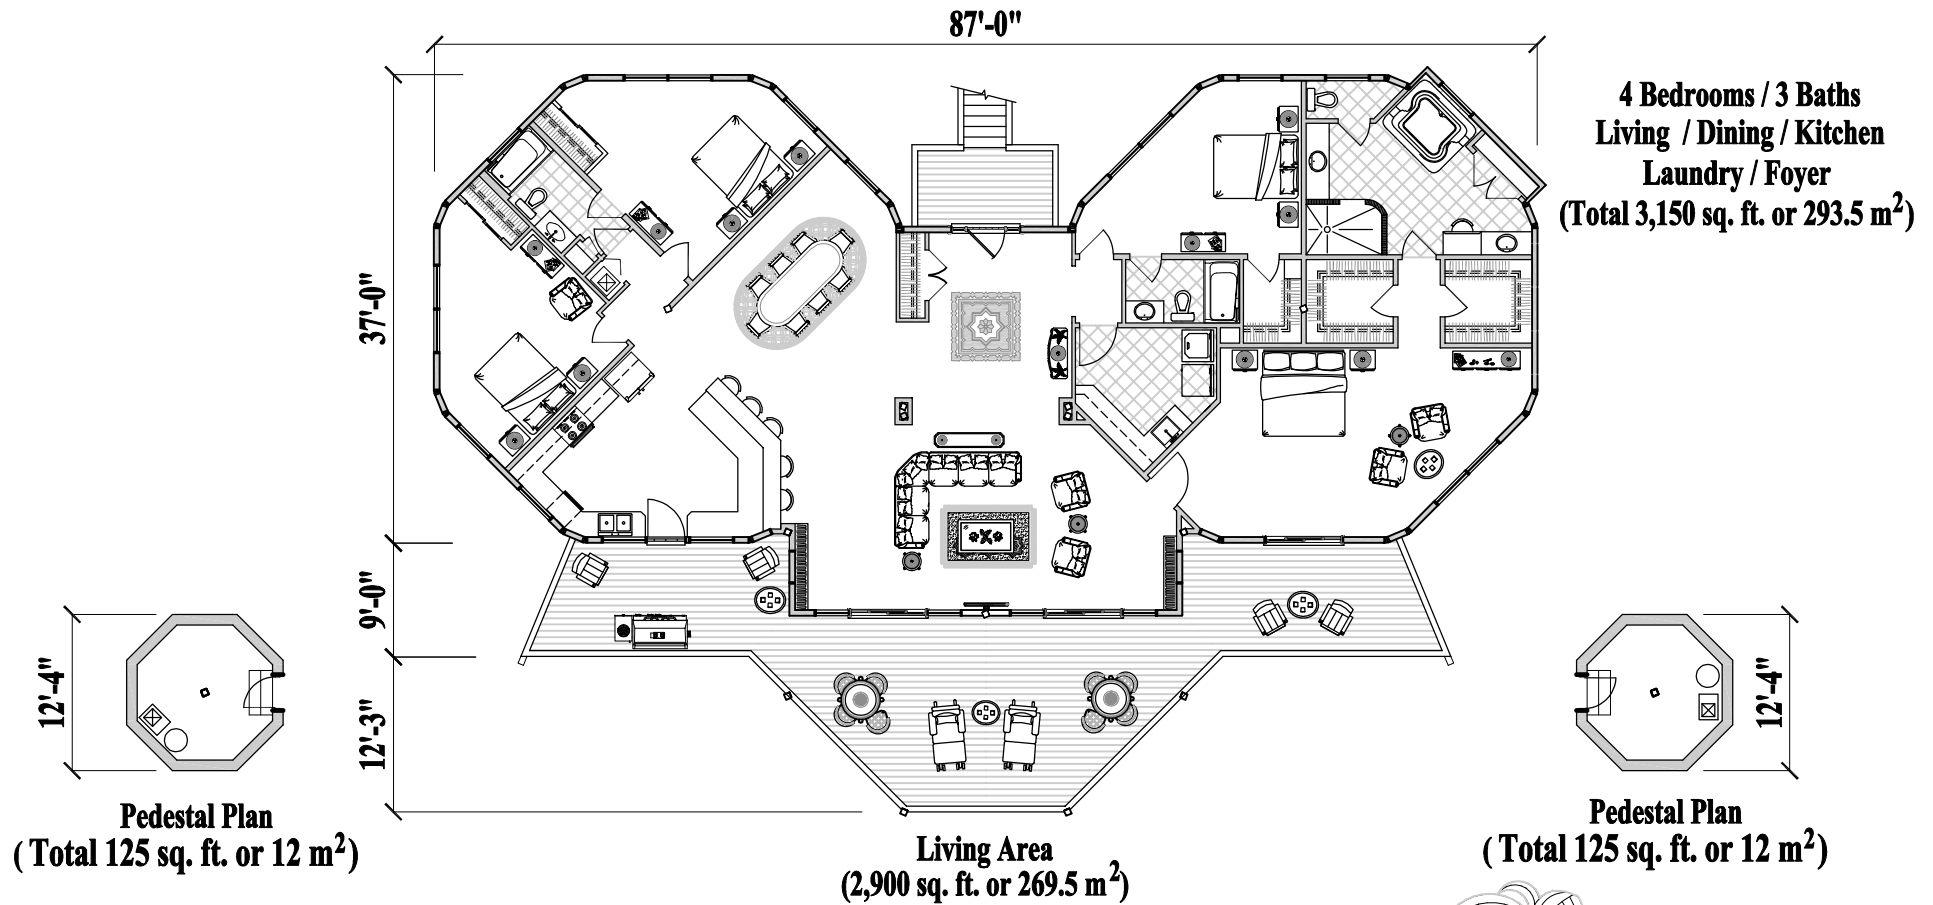 87'-0"
4 Bedrooms / 3 Baths
Living / Dining / Kitchen
Laundry / Foyer
(Total 3,150 sq. ft. or 293.5 m²)
37'-0"
9'-0"
12'-3"
12'-4"
Pedestal Plan
( Total 125 sq. ft. or 12 m²)
Living Area
(2,900 sq. ft. or 269.5 m²)
12'-4"
Pedestal Plan
( Total 125 sq. ft. or 12 m²)